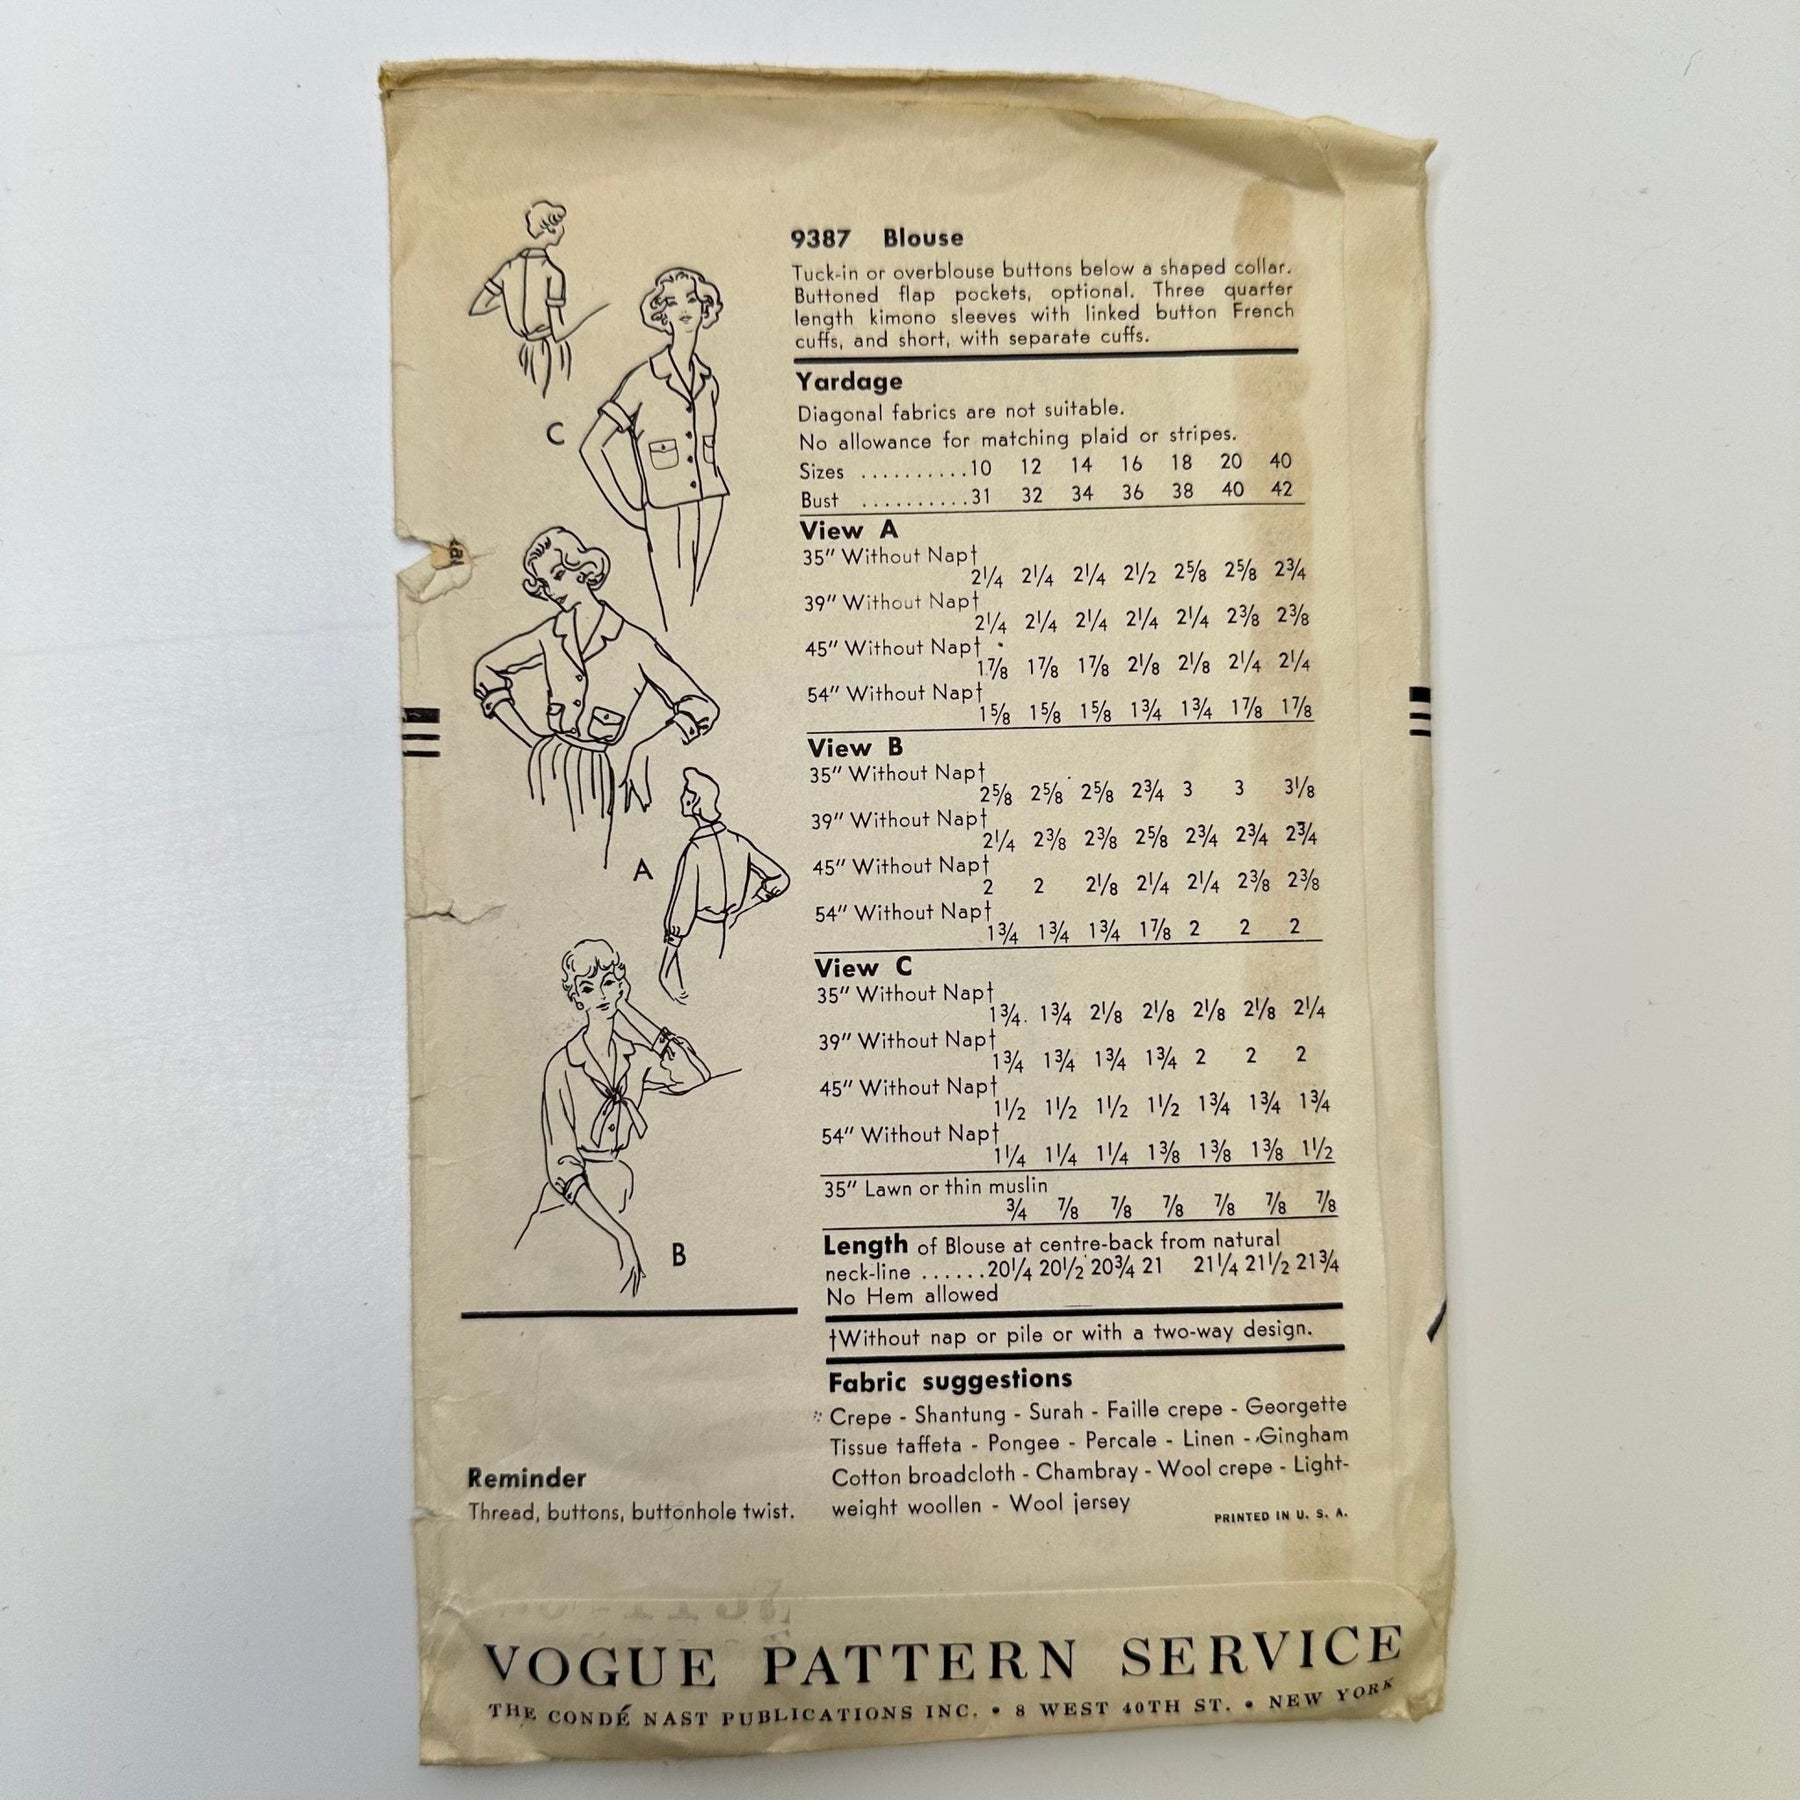 9387 Blouse
Tuck-in or overblouse buttons below a shaped collar.
Buttoned flap pockets, optional. Three quarter
length kimono sleeves with linked button French
cuffs, and short, with separate cuffs.
Yardage
Diagonal fabrics are not suitable.
No allowance for matching plaid or stripes.
Sizes ..........10 12 14 16 18 20 40
Bust ..........31 32 34 36 38 40 42
View A
35" Without Nap†
2¼ 2¼ 2¼ 2½ 2⅝ 2⅝ 2¾
39" Without Nap†
2¼ 2¼ 2¼ 2¼ 2¼ 2⅜ 2⅜
45" Without Nap†
1⅞ 1⅞ 1⅞ 2⅛ 2⅛ 2¼ 2¼
54" Without Nap†
1⅝ 1⅝ 1⅝ 1¾ 1¾ 1⅞ 1⅞
View B
35" Without Nap†
2⅝ 2⅝ 2⅝ 2¾ 3 3 3⅛
39" Without Nap†
2¼ 2⅜ 2⅜ 2⅝ 2¾ 2¾ 2¾
45" Without Nap†
2 2 2⅛ 2¼ 2¼ 2⅜ 2⅜
54" Without Nap†
1¾ 1¾ 1¾ 1⅞ 2 2 2
View C
35" Without Nap†
1¾ 1¾ 2⅛ 2⅛ 2⅛ 2⅛ 2¼
39" Without Nap†
1¾ 1¾ 1¾ 1¾ 2 2 2
45" Without Nap†
1½ 1½ 1½ 1½ 1¾ 1¾ 1¾
54" Without Nap†
1¼ 1¼ 1¼ 1⅜ 1⅜ 1⅜ 1½
35" Lawn or thin muslin
¾ ⅞ ⅞ ⅞ ⅞ ⅞ ⅞
Length of Blouse at centre-back from natural
neck-line ......20¼ 20½ 20¾ 21 21¼ 21½ 21¾
No Hem allowed
†Without nap or pile or with a two-way design.
Fabric suggestions
Crepe - Shantung - Surah - Faille crepe - Georgette
Tissue taffeta - Pongee - Percale - Linen - Gingham
Cotton broadcloth - Chambray - Wool crepe - Light-
weight woollen - Wool jersey
PRINTED IN U. S. A.
C
A
B
Reminder
Thread, buttons, buttonhole twist.
VOGUE PATTERN SERVICE
THE CONDÉ NAST PUBLICATIONS INC. • 8 WEST 40TH ST. • NEW YORK